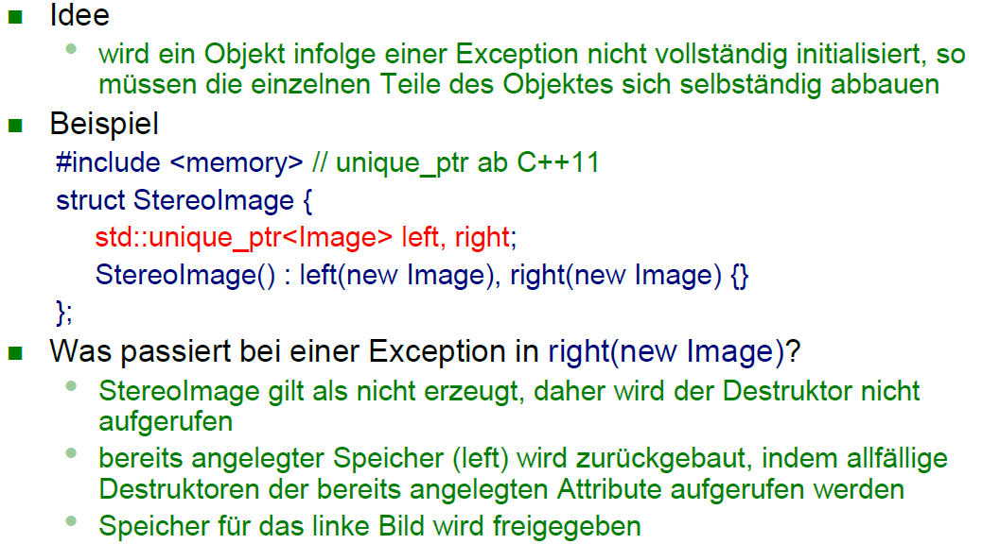 Idee
wird ein Objekt infolge einer Exception nicht vollständig initialisiert, so
müssen die einzelnen Teile des Objektes sich selbständig abbauen
Beispiel
#include <memory> // unique_ptr ab C++11
struct StereoImage {
std::unique_ptr<Image> left, right;
StereoImage() : left(new Image), right(new Image) {}
};
Was passiert bei einer Exception in right(new Image)?
StereoImage gilt als nicht erzeugt, daher wird der Destruktor nicht
aufgerufen
bereits angelegter Speicher (left) wird zurückgebaut, indem allfällige
Destruktoren der bereits angelegten Attribute aufgerufen werden
Speicher für das linke Bild wird freigegeben